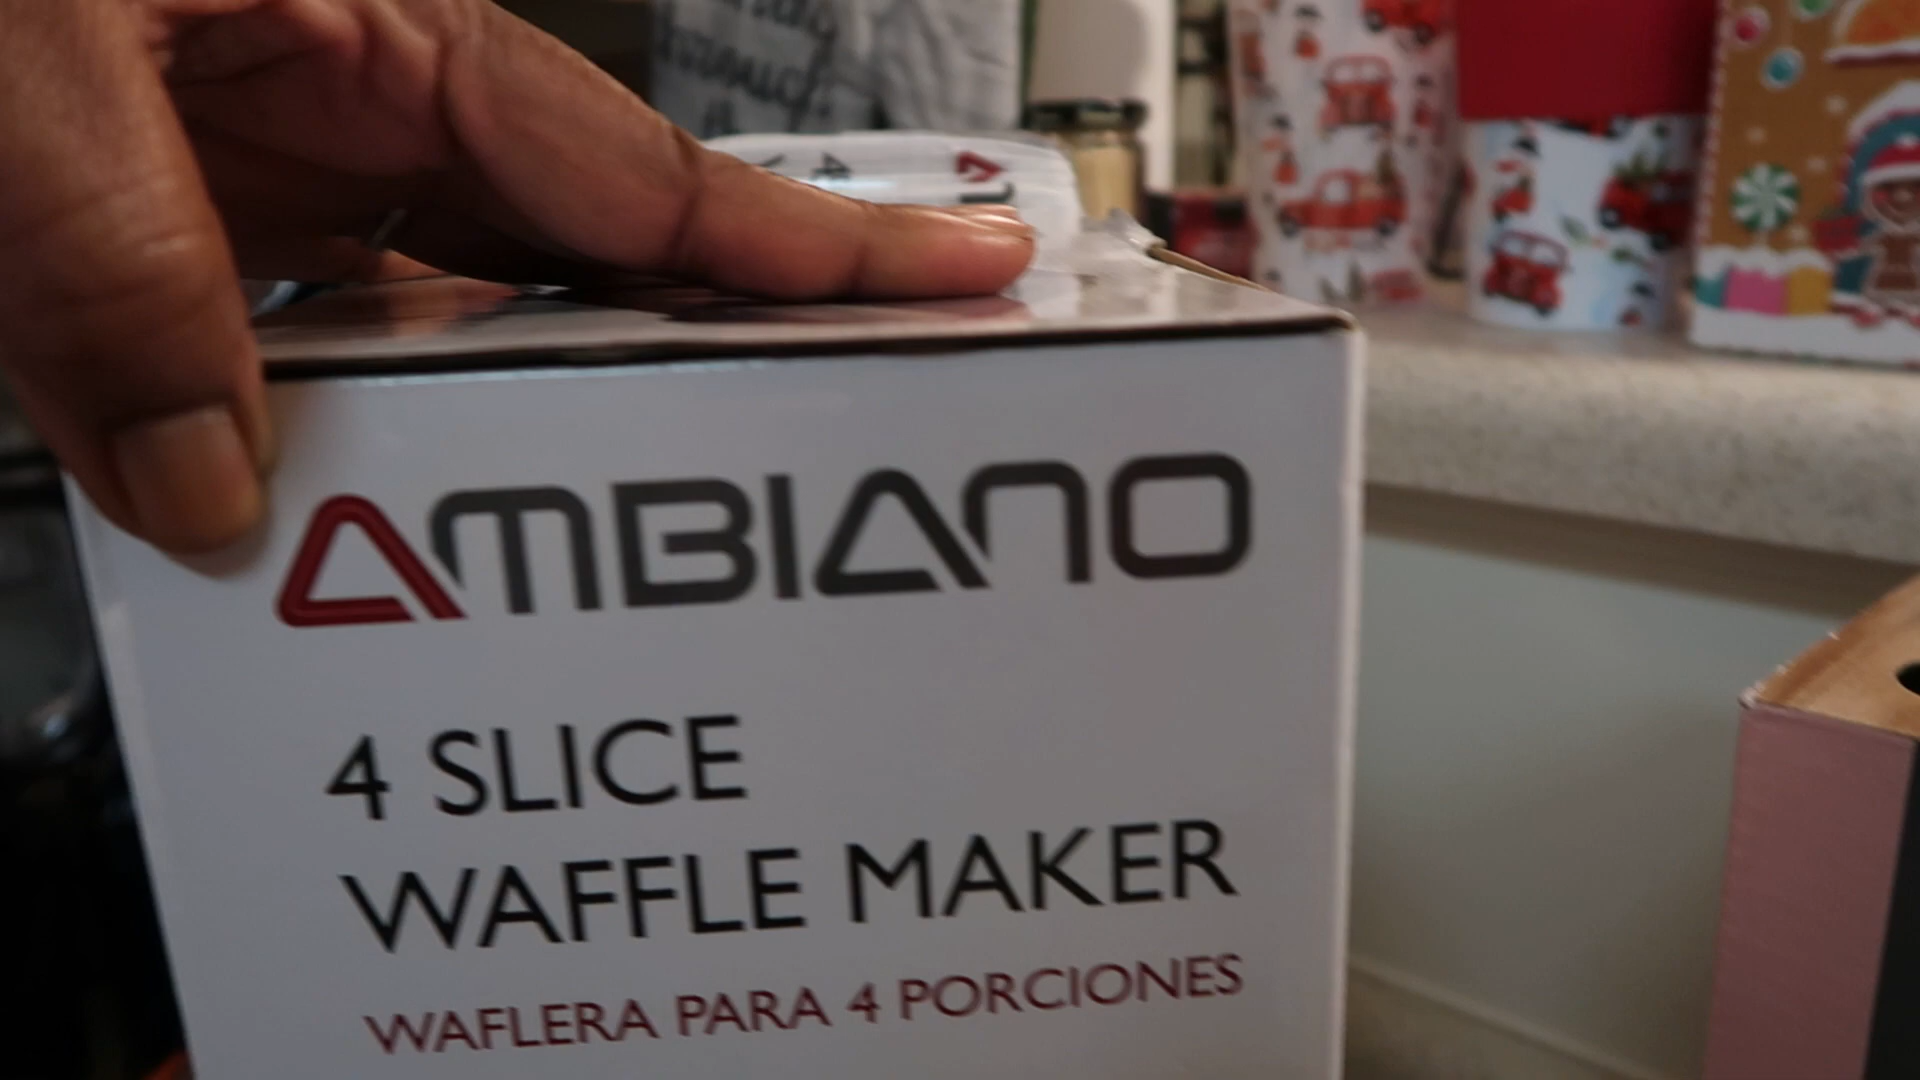 AMBIANO
4 SLICE
WAFFLE MAKER
WAFLERA PARA 4 PORCIONES